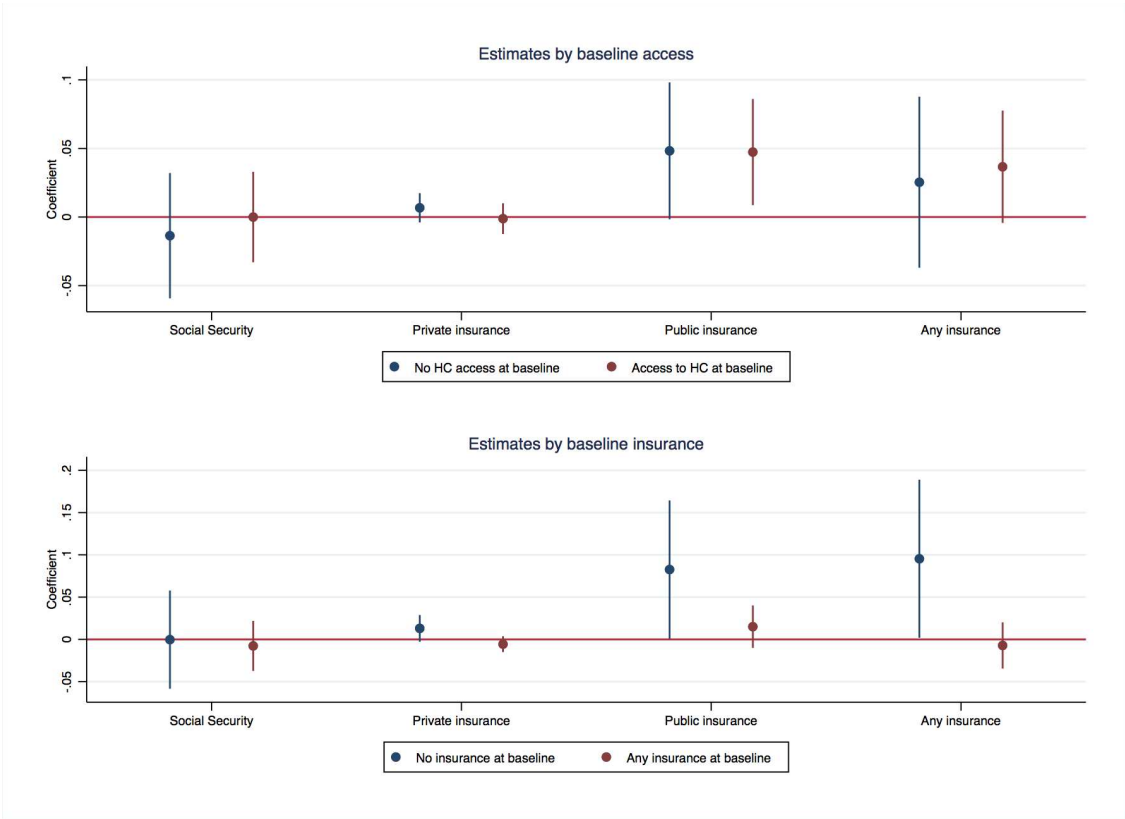 Estimates by baseline access
.1
.05
0
-.05
Coefficient
Social Security Private insurance Public insurance Any insurance
No HC access at baseline Access to HC at baseline
Estimates by baseline insurance
.2
.15
.1
.05
0
-.05
Coefficient
Social Security Private insurance Public insurance Any insurance
No insurance at baseline Any insurance at baseline